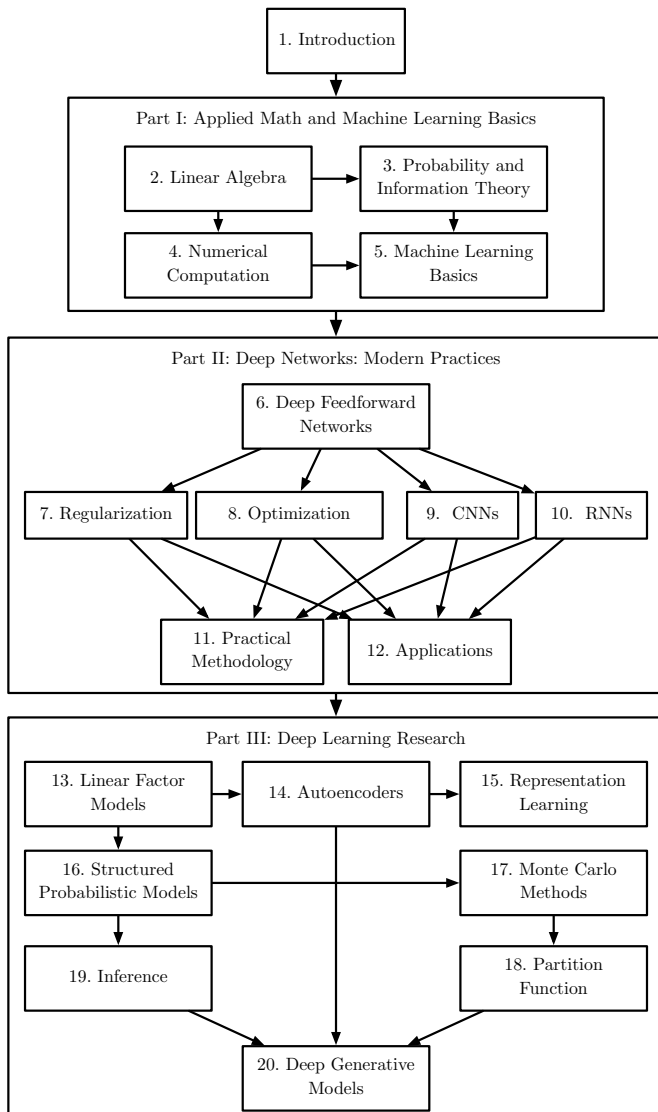 1. Introduction
Part I: Applied Math and Machine Learning Basics
2. Linear Algebra
3. Probability and
Information Theory
4. Numerical
Computation
5. Machine Learning
Basics
Part II: Deep Networks: Modern Practices
6. Deep Feedforward
Networks
7. Regularization
8. Optimization
9. CNNs
10. RNNs
11. Practical
Methodology
12. Applications
Part III: Deep Learning Research
13. Linear Factor
Models
14. Autoencoders
15. Representation
Learning
16. Structured
Probabilistic Models
17. Monte Carlo
Methods
19. Inference
18. Partition
Function
20. Deep Generative
Models